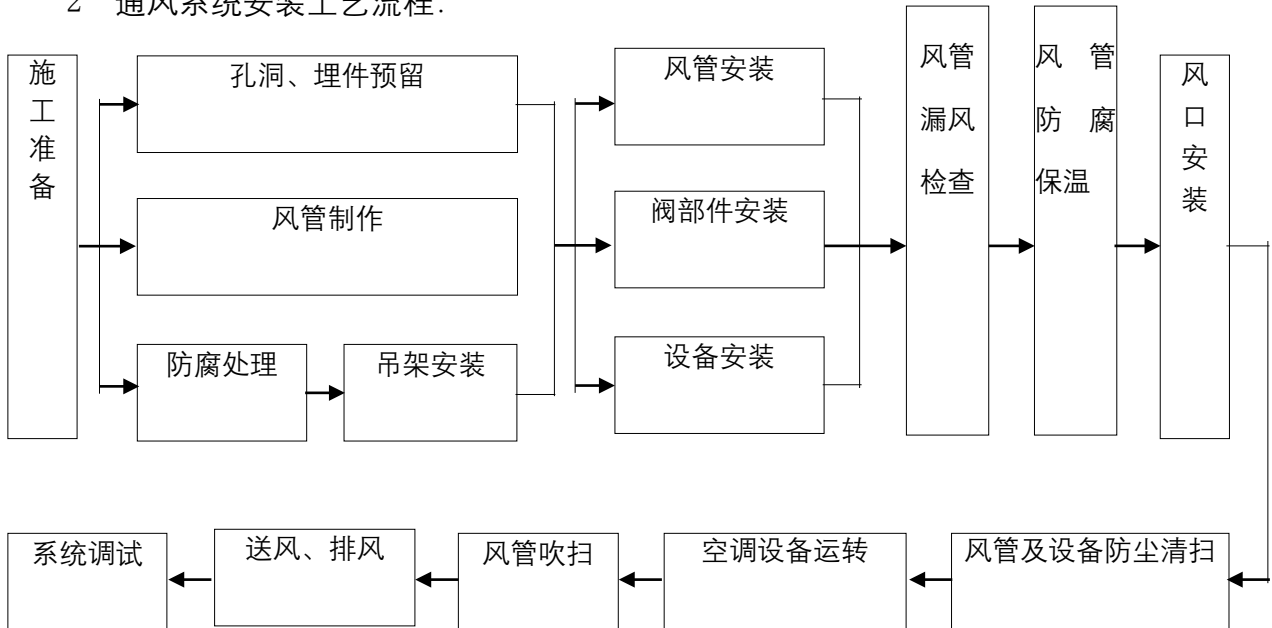 2 通风系统安装工艺流程:
施
工
准
备
孔洞、埋件预留
风管制作
防腐处理
吊架安装
风管安装
阀部件安装
设备安装
风管
漏风
检查
风 管
防 腐
保温
风
口
安
装
风管及设备防尘清扫
空调设备运转
风管吹扫
送风、排风
系统调试